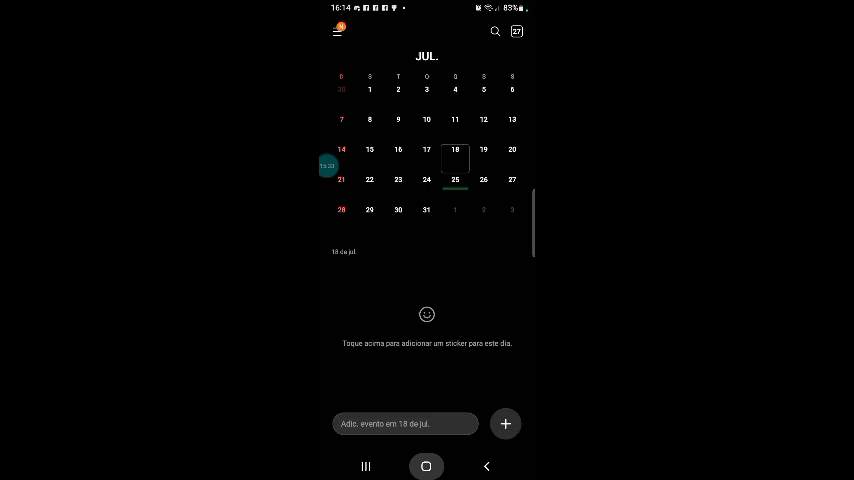 16:14 83%
N
27
JUL.
D S T Q Q S S
30 1 2 3 4 5 6
7 8 9 10 11 12 13
14 15 16 17 18 19 20
15:33
21 22 23 24 25 26 27
28 29 30 31 1 2 3
18 de jul.
Toque acima para adicionar um sticker para este dia.
Adic. evento em 18 de jul.